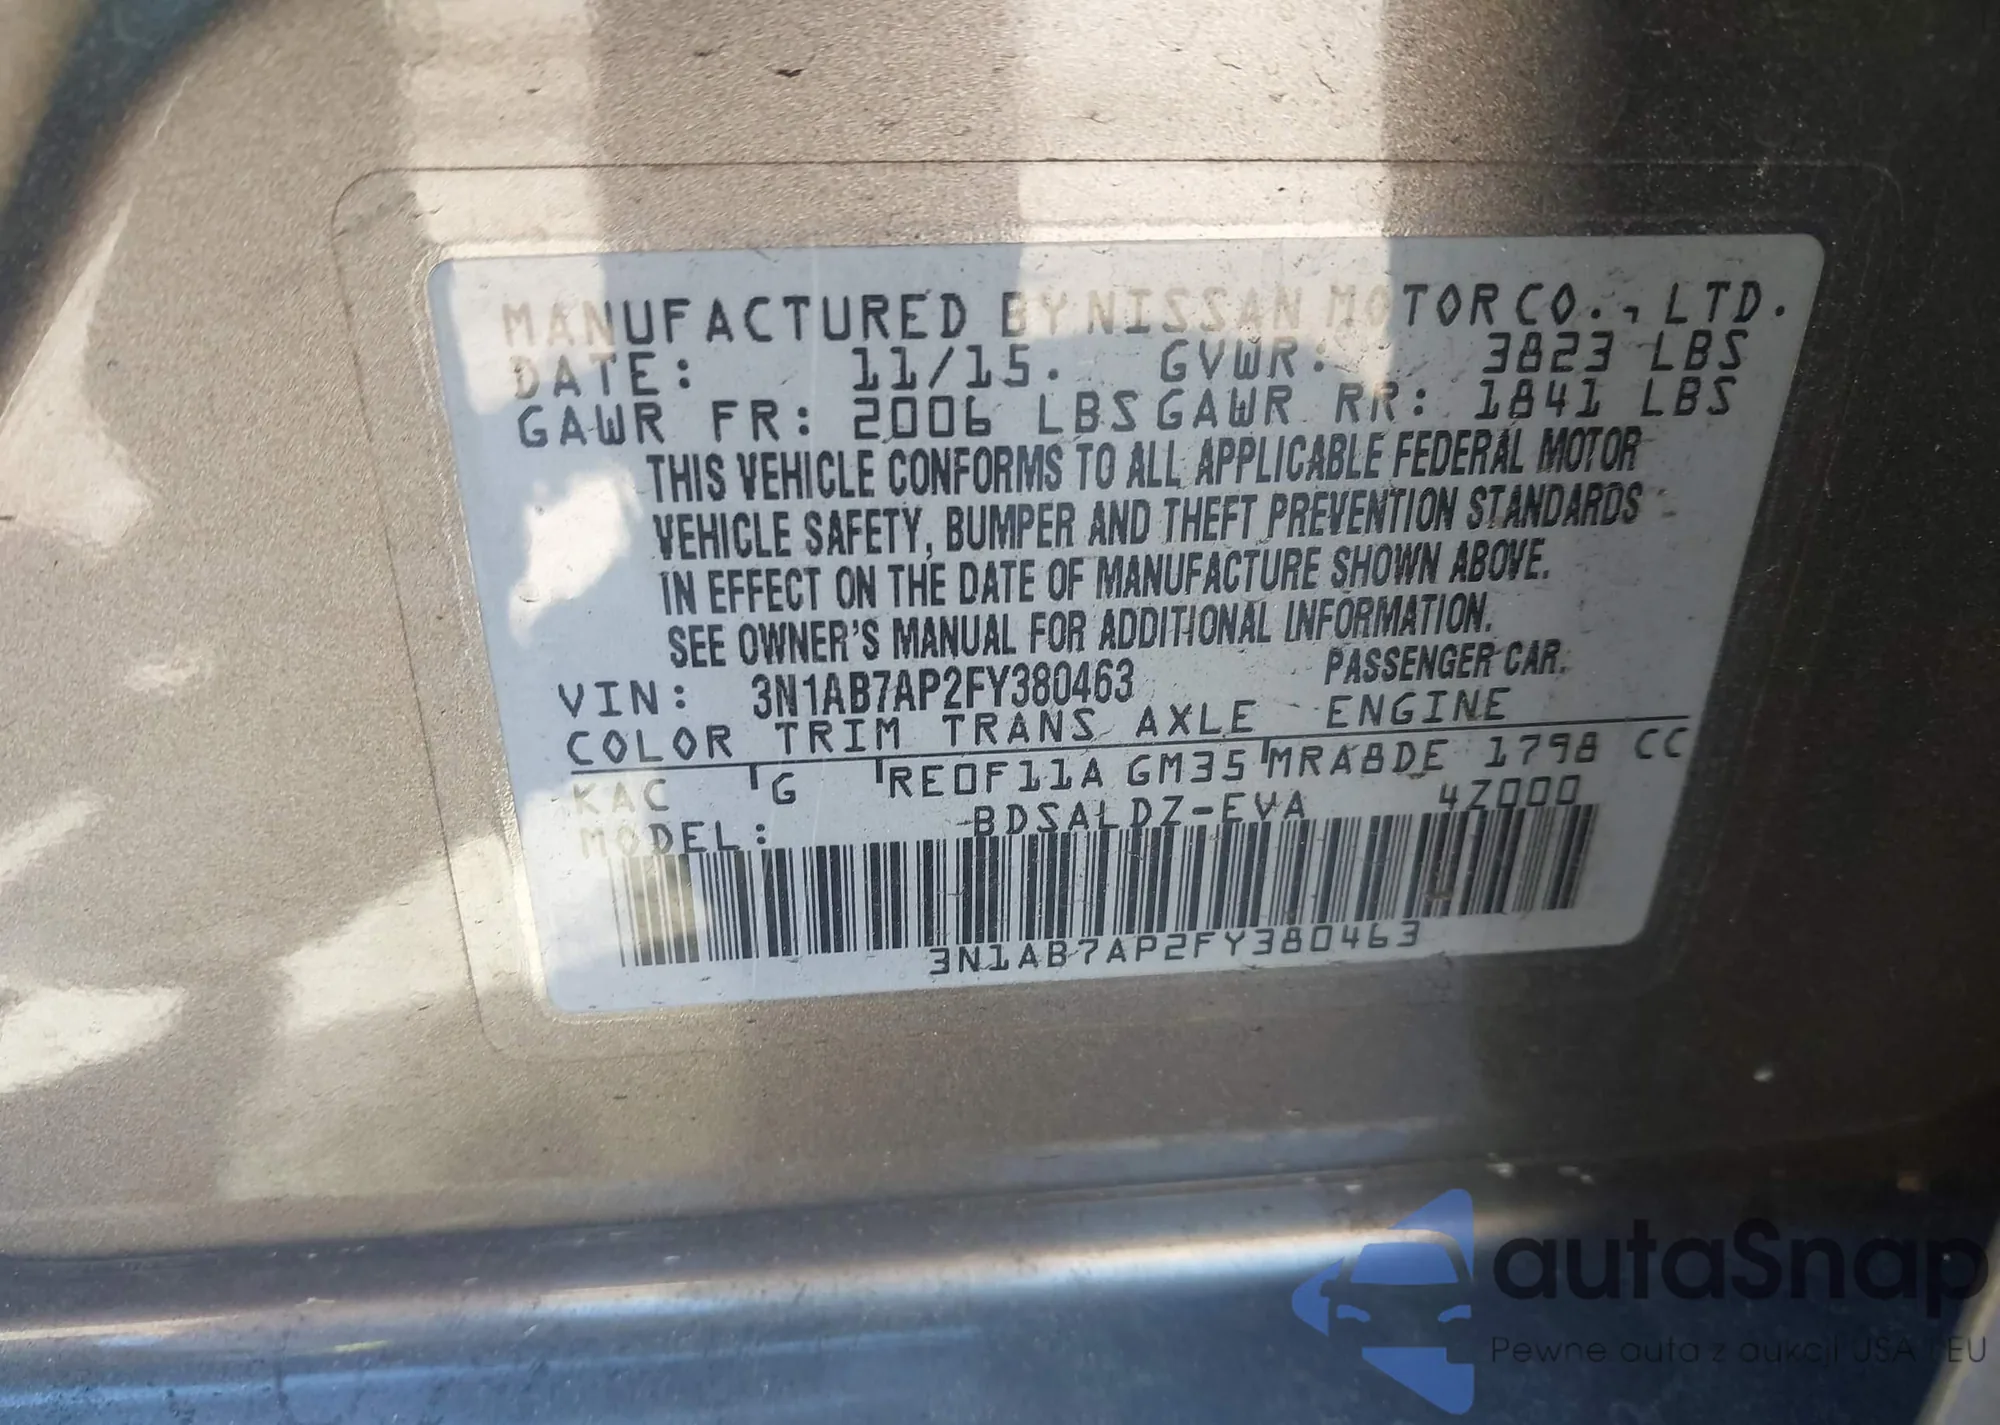 MANUFACTURED BY NISSAN MOTOR CO., LTD.
DATE: 11/15. GVWR: 3823 LBS
GAWR FR: 2006 LBS GAWR RR: 1841 LBS
THIS VEHICLE CONFORMS TO ALL APPLICABLE FEDERAL MOTOR
VEHICLE SAFETY, BUMPER AND THEFT PREVENTION STANDARDS
IN EFFECT ON THE DATE OF MANUFACTURE SHOWN ABOVE.
SEE OWNER'S MANUAL FOR ADDITIONAL INFORMATION.
VIN: 3N1AB7AP2FY380463 PASSENGER CAR.
COLOR TRIM TRANS AXLE ENGINE
KAC G RE0F11A GM35 MRA8DE 1798 CC
MODEL: BDSALDZ-EVA 4Z000
3N1AB7AP2FY380463
autaSnap
Pewne auta z aukcji USA i EU